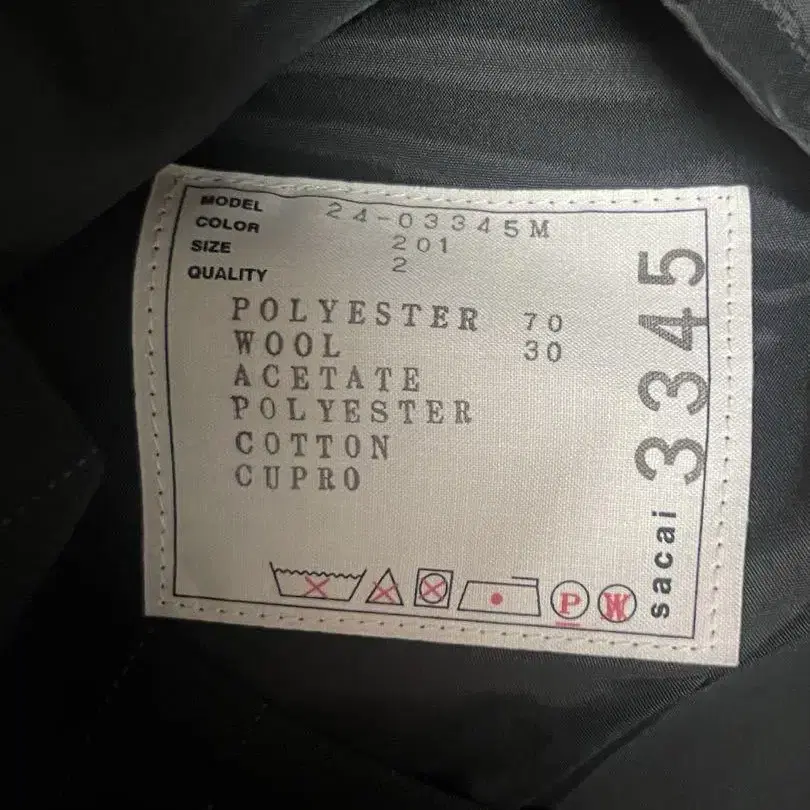 MODEL 24-03345M
COLOR 201
SIZE 2
QUALITY
POLYESTER 70
WOOL 30
ACETATE
POLYESTER
COTTON
CUPRO
P W
sacai 3345